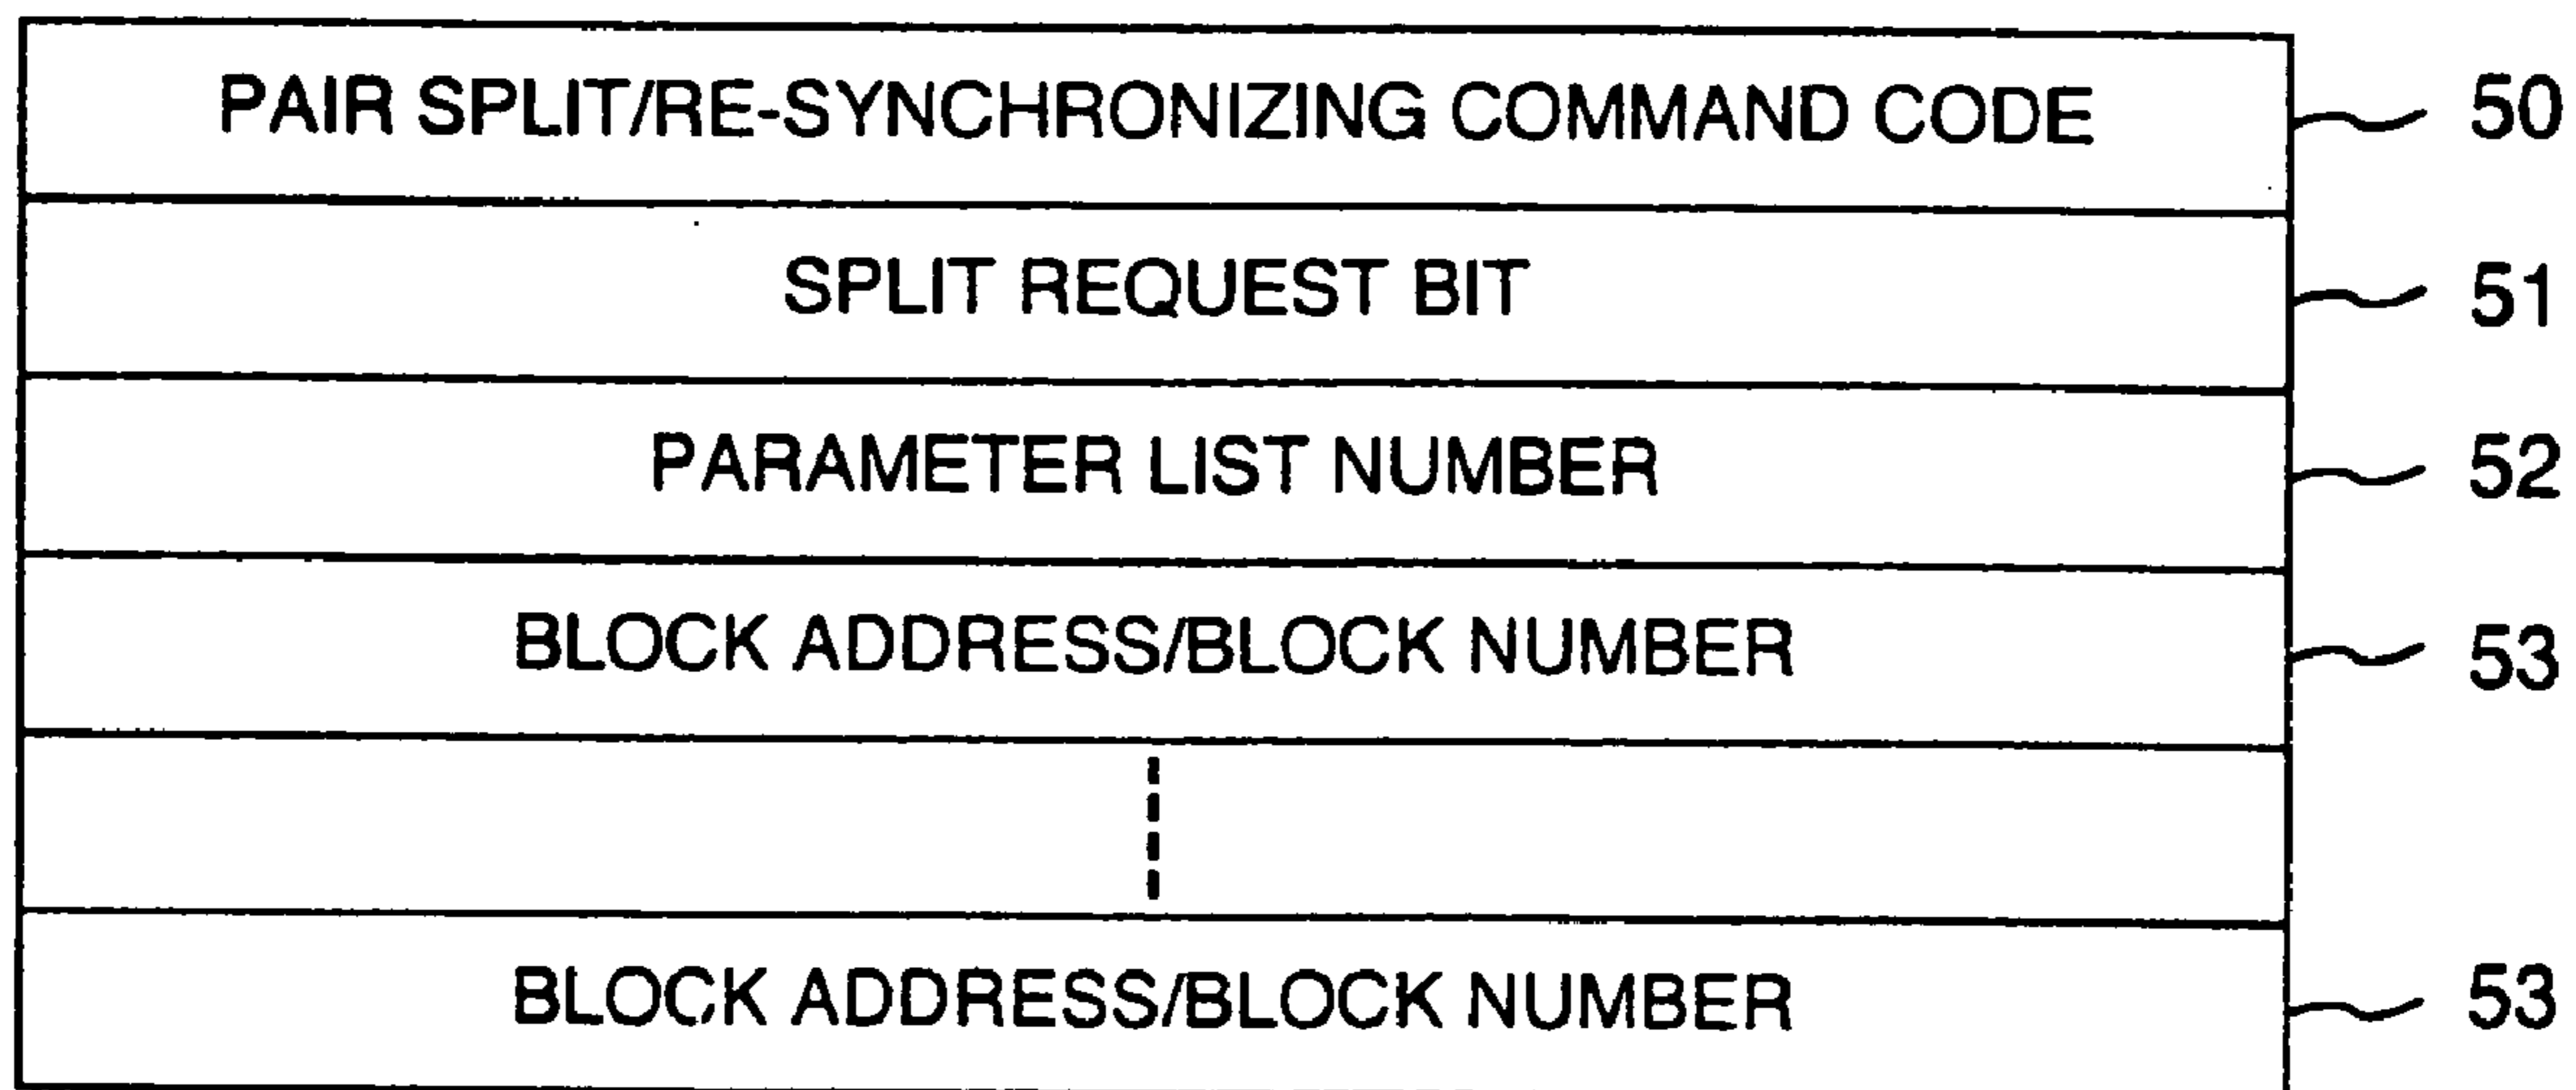 PAIR SPLIT/RE-SYNCHRONIZING COMMAND CODE 50
SPLIT REQUEST BIT 51
PARAMETER LIST NUMBER 52
BLOCK ADDRESS/BLOCK NUMBER 53
BLOCK ADDRESS/BLOCK NUMBER 53